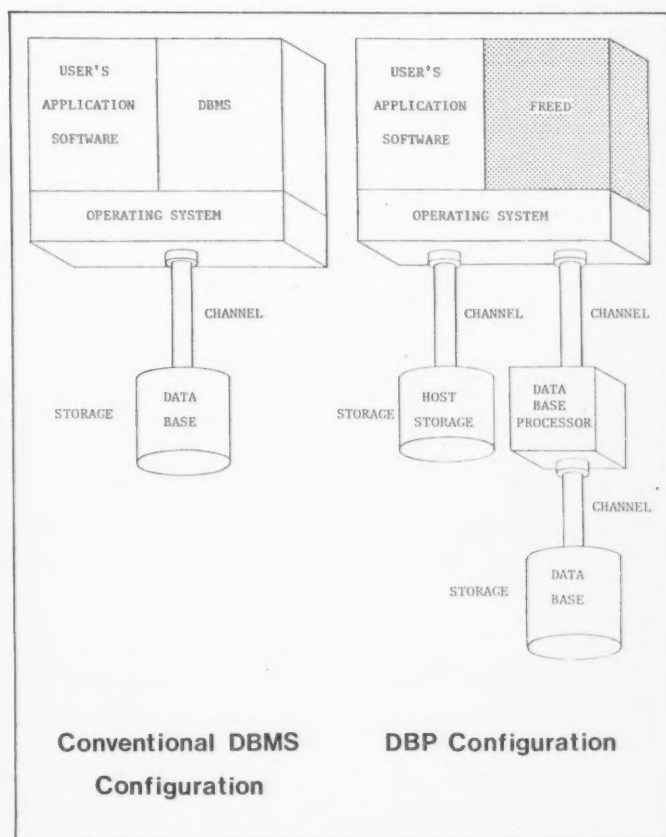 USER'S
APPLICATION
SOFTWARE
DBMS
OPERATING SYSTEM
CHANNEL
STORAGE
DATA
BASE
Conventional DBMS
Configuration
USER'S
APPLICATION
SOFTWARE
FREED
OPERATING SYSTEM
CHANNEL
CHANNEL
STORAGE
HOST
STORAGE
DATA
BASE
PROCESSOR
CHANNEL
STORAGE
DATA
BASE
DBP Configuration